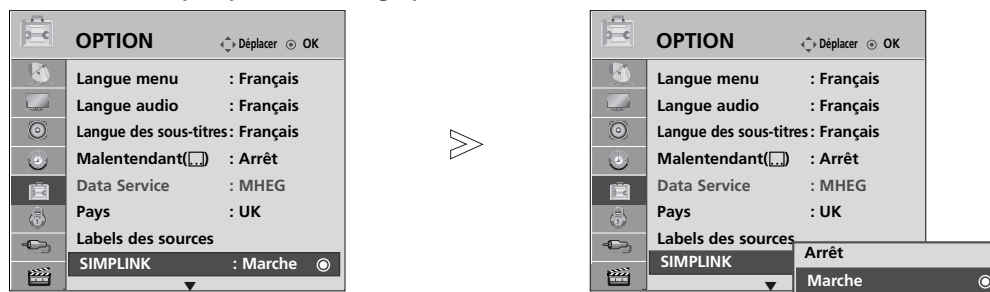 OPTION Déplacer OK
Langue menu : Français
Langue audio : Français
Langue des sous-titres : Français
Malentendant( ) : Arrêt
Data Service : MHEG
Pays : UK
Labels des sources
SIMPLINK : Marche
OPTION Déplacer OK
Langue menu : Français
Langue audio : Français
Langue des sous-titres : Français
Malentendant( ) : Arrêt
Data Service : MHEG
Pays : UK
Labels des sources
SIMPLINK
Arrêt
Marche